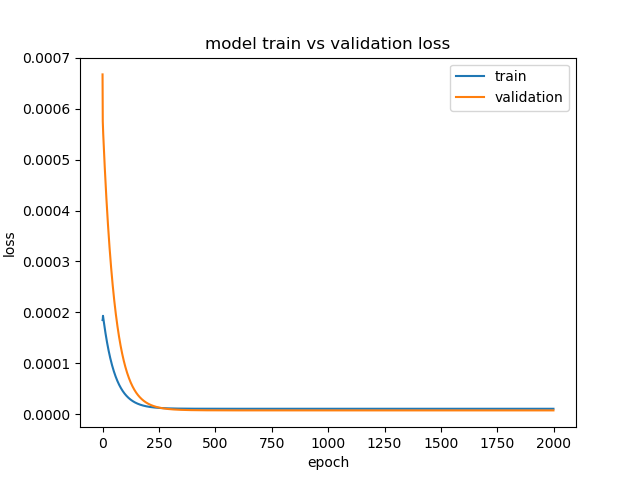 model train vs validation loss
train
validation
loss
0.0007
0.0006
0.0005
0.0004
0.0003
0.0002
0.0001
0.0000
0 250 500 750 1000 1250 1500 1750 2000
epoch